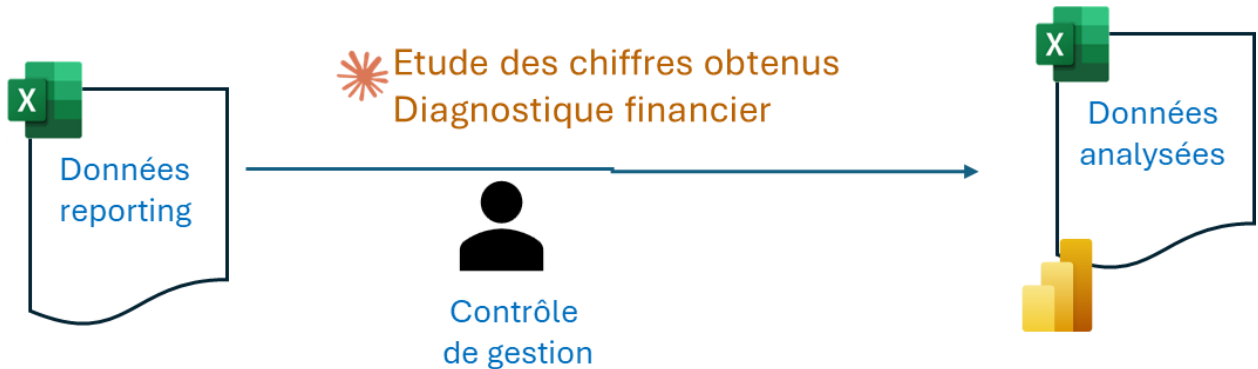 Etude des chiffres obtenus
Diagnostique financier
X
Données
reporting
X
Données
analysées
Contrôle
de gestion